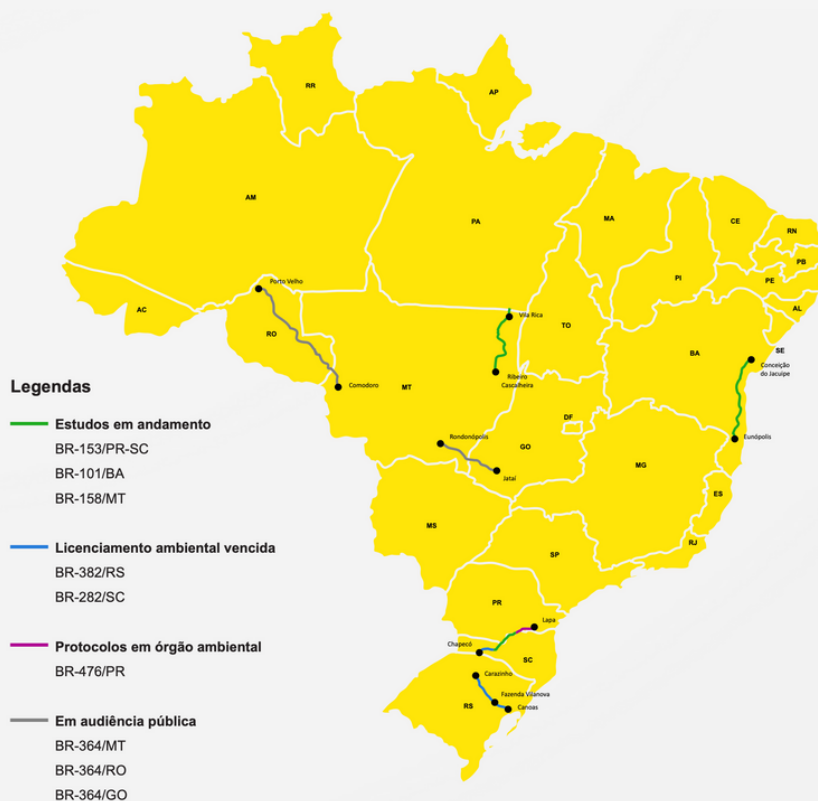 RR
AP
AM
PA
MA
CE
RN
PB
PE
AL
PI
SE
Porto Velho
AC
RO
Vila Rica
TO
BA
Conceição
do Jacuipe
Ribeiro
Cascalheira
Comodoro
MT
Rondonópolis
DF
GO
Jataí
Eunópolis
MG
ES
MS
RJ
SP
PR
Lapa
Chapecó
SC
Carazinho
Fazenda Vilanova
RS
Canoas
Legendas
Estudos em andamento
BR-153/PR-SC
BR-101/BA
BR-158/MT
Licenciamento ambiental vencida
BR-382/RS
BR-282/SC
Protocolos em órgão ambiental
BR-476/PR
Em audiência pública
BR-364/MT
BR-364/RO
BR-364/GO